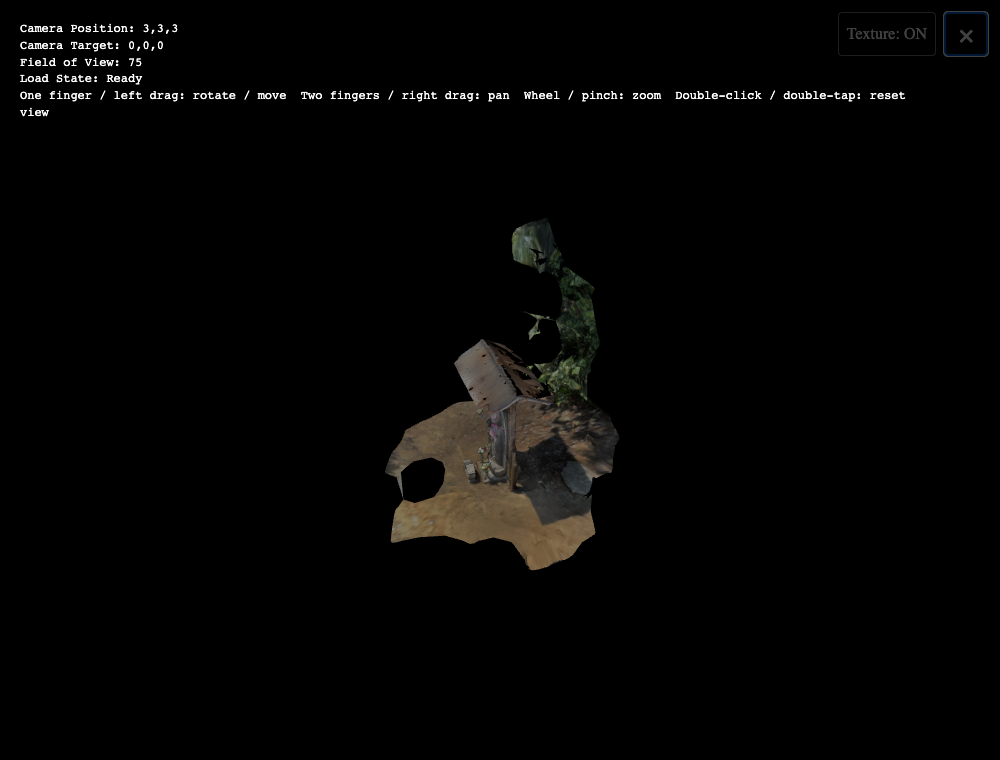 Camera Position: 3,3,3
Camera Target: 0,0,0
Field of View: 75
Load State: Ready
One finger / left drag: rotate / move  Two fingers / right drag: pan  Wheel / pinch: zoom  Double-click / double-tap: reset
view
Texture: ON
×